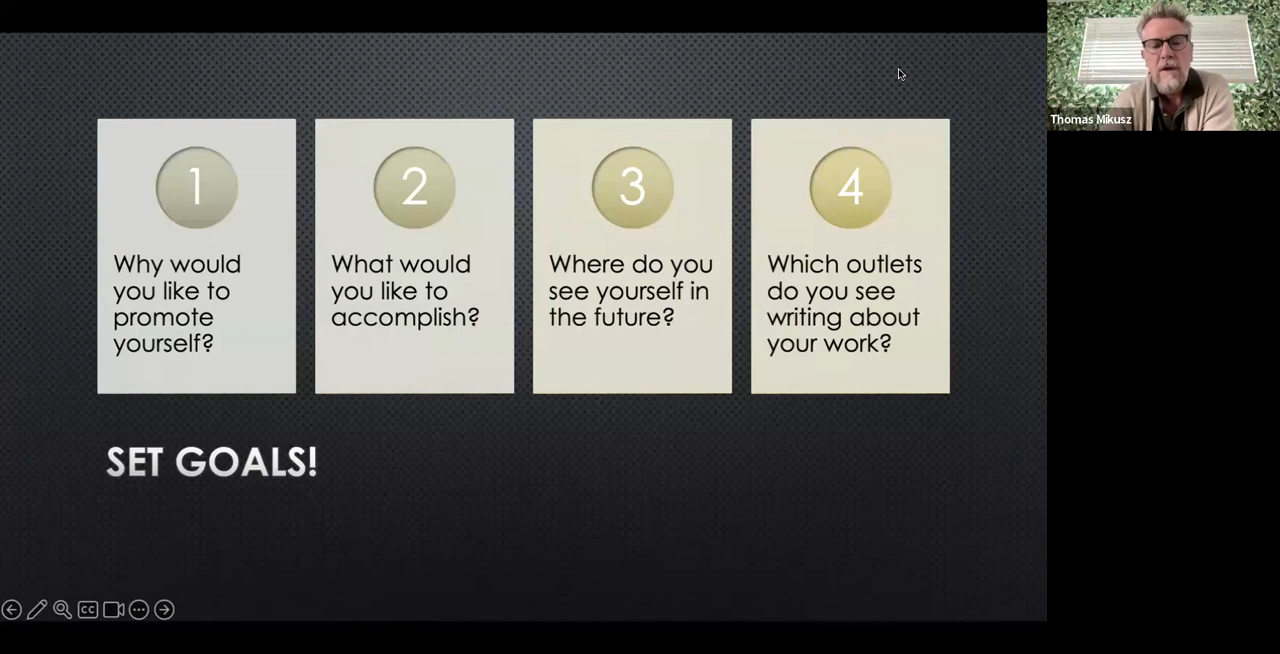 1
Why would
you like to
promote
yourself?
2
What would
you like to
accomplish?
3
Where do you
see yourself in
the future?
4
Which outlets
do you see
writing about
your work?
SET GOALS!
Thomas Mikusz
CC